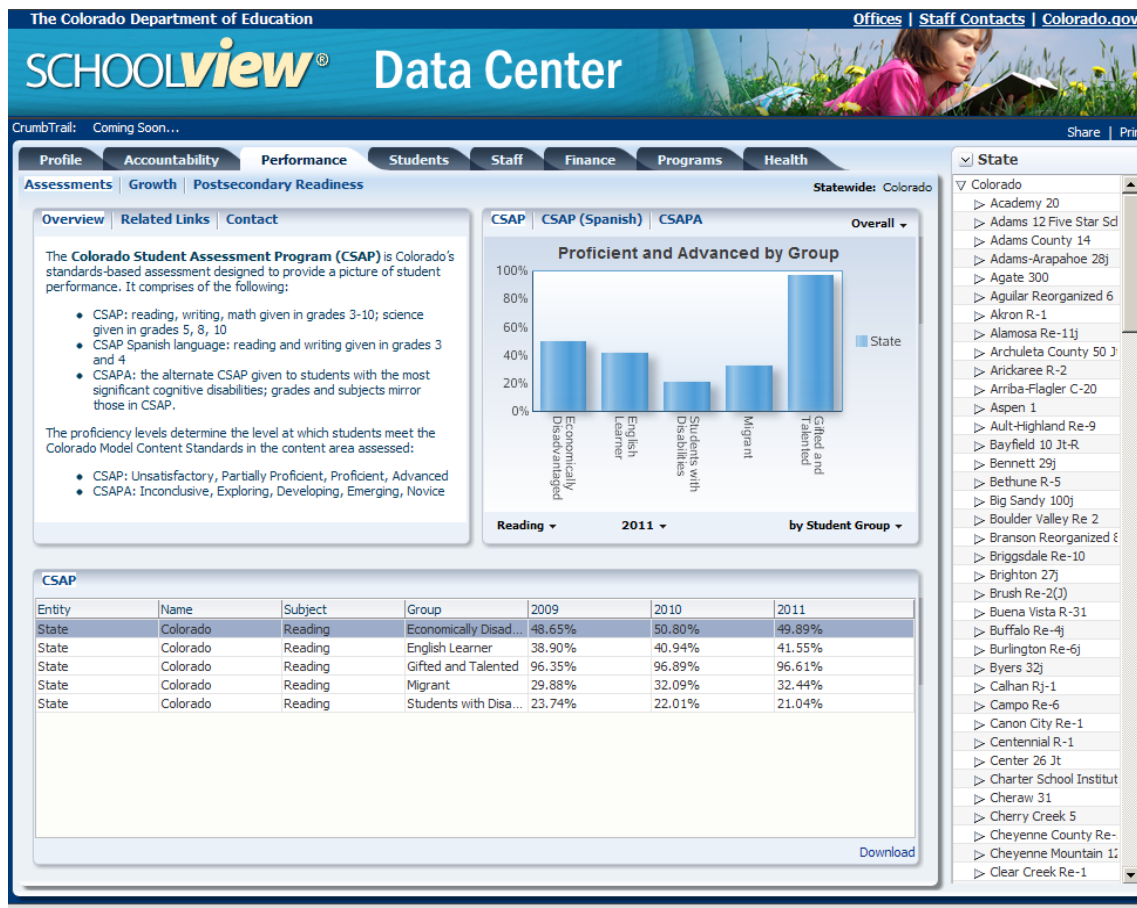 The Colorado Department of Education
Offices | Staff Contacts | Colorado.gov
SCHOOLVIEW® Data Center
CrumbTrail: Coming Soon...
Share |
Profile Accountability Performance Students Staff Finance Programs Health
Assessments | Growth | Postsecondary Readiness
Statewide: Colorado
Overview | Related Links | Contact
The Colorado Student Assessment Program (CSAP) is Colorado's
standards-based assessment designed to provide a picture of student
performance. It comprises of the following:
• CSAP: reading, writing, math given in grades 3-10; science
given in grades 5, 8, 10
• CSAP Spanish language: reading and writing given in grades 3
and 4
• CSAPA: the alternate CSAP given to students with the most
significant cognitive disabilities; grades and subjects mirror
those in CSAP.
The proficiency levels determine the level at which students meet the
Colorado Model Content Standards in the content area assessed:
• CSAP: Unsatisfactory, Partially Proficient, Proficient, Advanced
• CSAPA: Inconclusive, Exploring, Developing, Emerging, Novice
CSAP | CSAP (Spanish) | CSAPA
Overall
Proficient and Advanced by Group
100%
80%
60%
40%
20%
0%
Economically
Disadvantaged
English
Learner
Students with
Disabilities
Migrant
Gifted and
Talented
State
Reading 2011 by Student Group
CSAP
Entity Name Subject Group 2009 2010 2011
State Colorado Reading Economically Disad... 48.65% 50.80% 49.89%
State Colorado Reading English Learner 38.90% 40.94% 41.55%
State Colorado Reading Gifted and Talented 96.35% 96.89% 96.61%
State Colorado Reading Migrant 29.88% 32.09% 32.44%
State Colorado Reading Students with Disa... 23.74% 22.01% 21.04%
Download
State
Colorado
Academy 20
Adams 12 Five Star
Adams County 14
Adams-Arapahoe 28j
Agate 300
Aguilar Reorganized 6
Akron R-1
Alamosa Re-11j
Archuleta County 50
Arickaree R-2
Arriba-Flagler C-20
Aspen 1
Ault-Highland Re-9
Bayfield 10 Jt-R
Bennett 29j
Bethune R-5
Big Sandy 100j
Boulder Valley Re 2
Branson Reorganized
Briggsdale Re-10
Brighton 27j
Brush Re-2(J)
Buena Vista R-31
Buffalo Re-4j
Burlington Re-6j
Byers 32j
Calhan Rj-1
Campo Re-6
Canon City Re-1
Centennial R-1
Center 26 Jt
Charter School Institut
Cheraw 31
Cherry Creek 5
Cheyenne County Re-
Cheyenne Mountain 12
Clear Creek Re-1